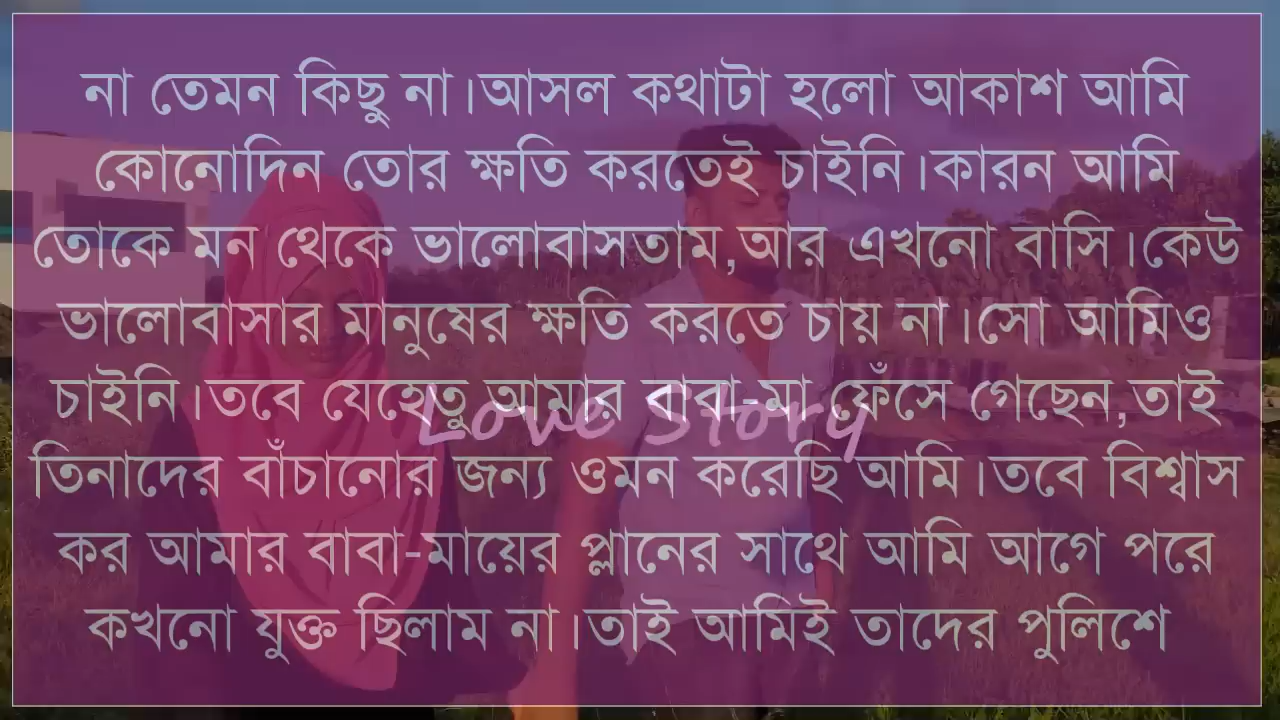 না তেমন কিছু না।আসল কথাটা হলো আকাশ আমি
কোনোদিন তোর ক্ষতি করতেই চাইনি।কারন আমি
তোকে মন থেকে ভালোবাসতাম,আর এখনো বাসি।কেউ
ভালোবাসার মানুষের ক্ষতি করতে চায় না।সো আমিও
চাইনি।তবে যেহেতু আমার বাবা-মা ফেঁসে গেছেন,তাই
Love Story
তিনাদের বাঁচানোর জন্য ওমন করেছি আমি।তবে বিশ্বাস
কর আমার বাবা-মায়ের প্লানের সাথে আমি আগে পরে
কখনো যুক্ত ছিলাম না।তাই আমিই তাদের পুলিশে